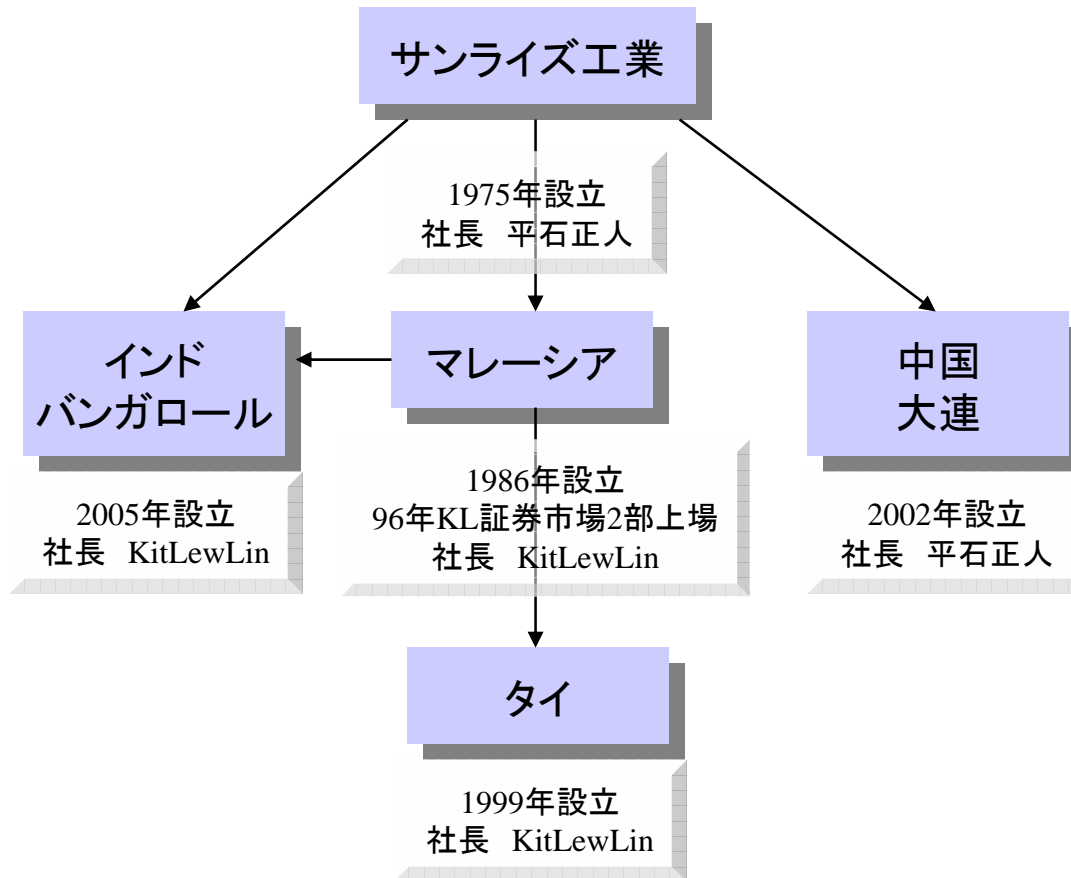 サンライズ工業
1975年設立
社長 平石正人
インド
バンガロール
マレーシア
中国
大連
2005年設立
社長 KitLewLin
1986年設立
96年KL証券市場2部上場
社長 KitLewLin
2002年設立
社長 平石正人
タイ
1999年設立
社長 KitLewLin